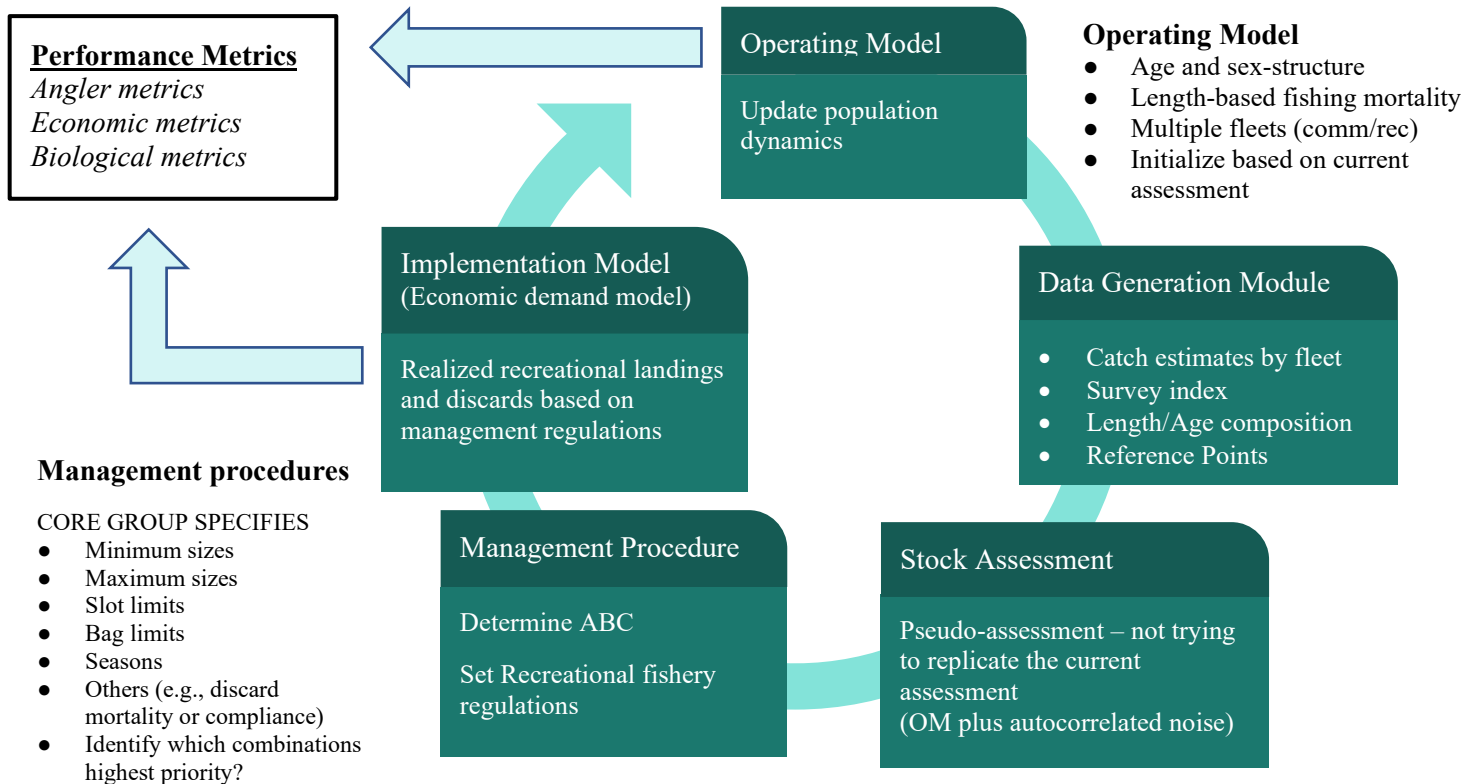 Performance Metrics
Angler metrics
Economic metrics
Biological metrics
Operating Model
Update population
dynamics
Operating Model
● Age and sex-structure
● Length-based fishing mortality
● Multiple fleets (comm/rec)
● Initialize based on current
assessment
Implementation Model
(Economic demand model)
Realized recreational landings
and discards based on
management regulations
Data Generation Module
• Catch estimates by fleet
• Survey index
• Length/Age composition
• Reference Points
Management procedures
CORE GROUP SPECIFIES
● Minimum sizes
● Maximum sizes
● Slot limits
● Bag limits
● Seasons
● Others (e.g., discard
mortality or compliance)
● Identify which combinations
highest priority?
Management Procedure
Determine ABC
Set Recreational fishery
regulations
Stock Assessment
Pseudo-assessment – not trying
to replicate the current
assessment
(OM plus autocorrelated noise)